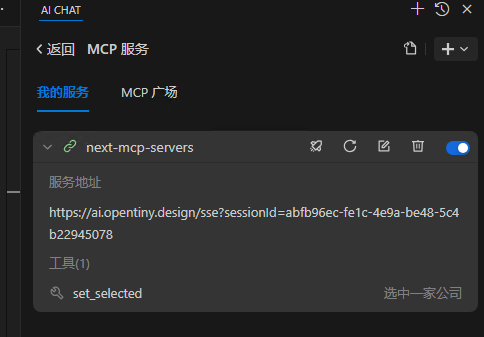 AI CHAT
返回 MCP 服务
我的服务 MCP 广场
next-mcp-servers
服务地址
https://ai.opentiny.design/sse?sessionId=abfb96ec-fe1c-4e9a-be48-5c4
b22945078
工具(1)
set_selected 选中一家公司